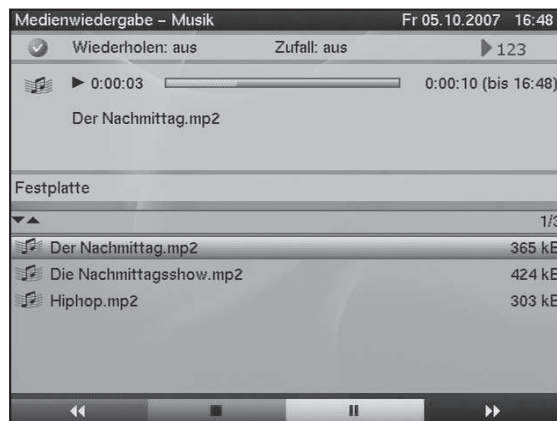 Medienwiedergabe – Musik Fr 05.10.2007 16:48
Wiederholen: aus Zufall: aus 123
0:00:03 0:00:10 (bis 16:48)
Der Nachmittag.mp2
Festplatte
1/3
Der Nachmittag.mp2 365 kB
Die Nachmittagsshow.mp2 424 kB
Hiphop.mp2 303 kB